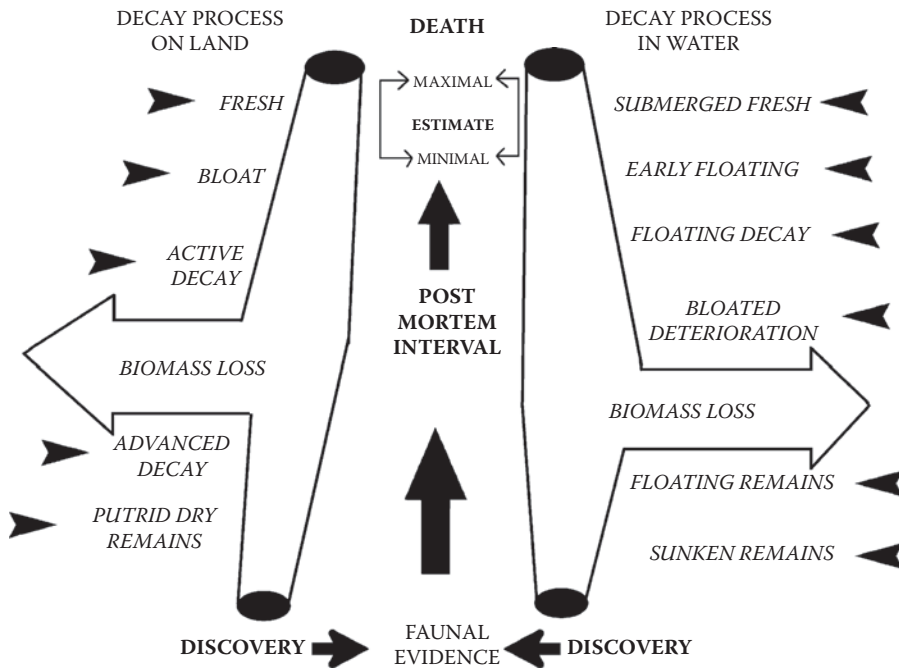 DECAY PROCESS
ON LAND
DEATH
DECAY PROCESS
IN WATER
FRESH
BLOAT
ACTIVE
DECAY
BIOMASS LOSS
ADVANCED
DECAY
PUTRID DRY
REMAINS
MAXIMAL
ESTIMATE
MINIMAL
POST
MORTEM
INTERVAL
SUBMERGED FRESH
EARLY FLOATING
FLOATING DECAY
BLOATED
DETERIORATION
BIOMASS LOSS
FLOATING REMAINS
SUNKEN REMAINS
DISCOVERY
FAUNAL
EVIDENCE
DISCOVERY